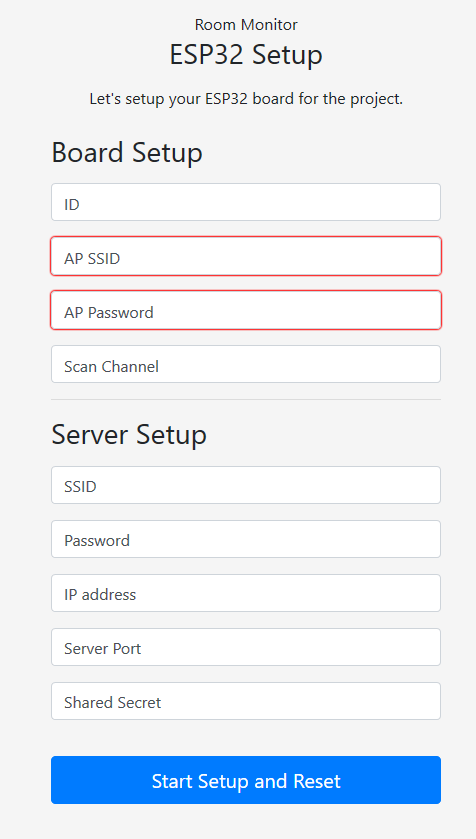 Room Monitor
ESP32 Setup
Let's setup your ESP32 board for the project.
Board Setup
ID
AP SSID
AP Password
Scan Channel
Server Setup
SSID
Password
IP address
Server Port
Shared Secret
Start Setup and Reset